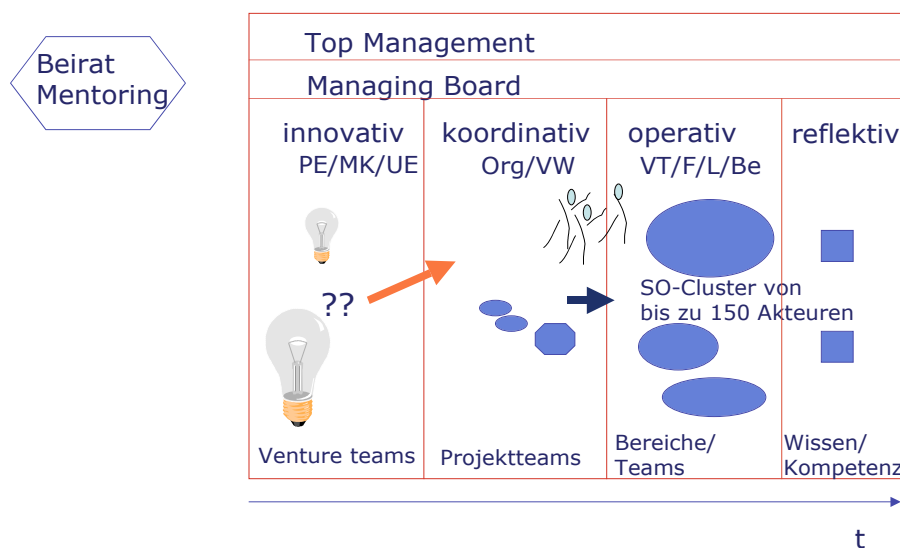 Beirat
Mentoring
Top Management
Managing Board
innovativ
PE/MK/UE
koordinativ
Org/VW
operativ
VT/F/L/Be
reflektiv
??
SO-Cluster von
bis zu 150 Akteuren
Venture teams
Projektteams
Bereiche/
Teams
Wissen/
Kompetenz
t